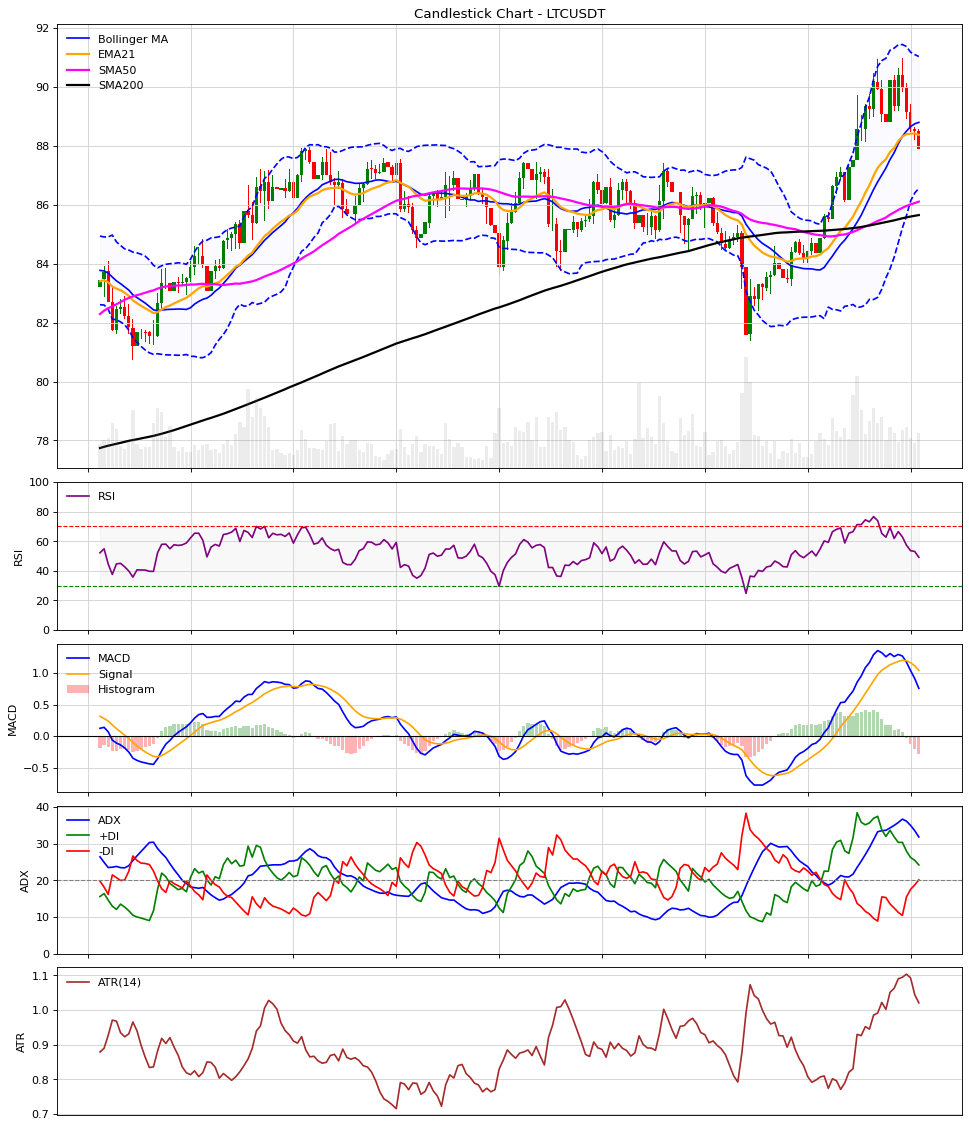 Candlestick Chart - LTCUSDT
92
90
88
86
84
82
80
78
Bollinger MA
EMA21
SMA50
SMA200
100
80
60
40
20
0
RSI
RSI
1.0
0.5
0.0
−0.5
MACD
MACD
Signal
Histogram
40
30
20
10
0
ADX
ADX
+DI
-DI
1.1
1.0
0.9
0.8
0.7
ATR
ATR(14)